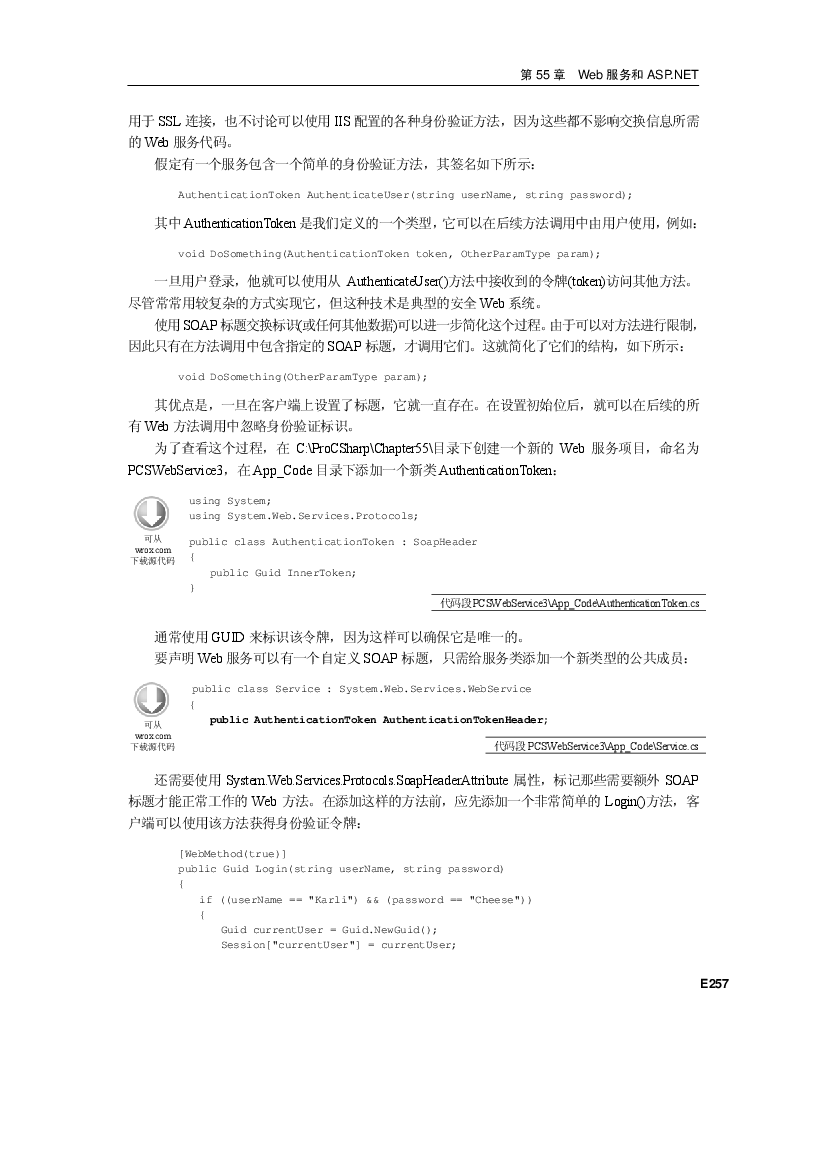 第 55 章　Web 服务和 ASP.NET
用于 SSL 连接，也不讨论可以使用 IIS 配置的各种身份验证方法，因为这些都不影响交换信息所需
的 Web 服务代码。
假定有一个服务包含一个简单的身份验证方法，其签名如下所示：
AuthenticationToken AuthenticateUser(string userName, string password);
其中 AuthenticationToken 是我们定义的一个类型，它可以在后续方法调用中由用户使用，例如：
void DoSomething(AuthenticationToken token, OtherParamType param);
一旦用户登录，他就可以使用从 AuthenticateUser()方法中接收到的令牌(token)访问其他方法。
尽管常常用较复杂的方式实现它，但这种技术是典型的安全 Web 系统。
使用 SOAP 标题交换标识(或任何其他数据)可以进一步简化这个过程。由于可以对方法进行限制，
因此只有在方法调用中包含指定的 SOAP 标题，才调用它们。这就简化了它们的结构，如下所示：
void DoSomething(OtherParamType param);
其优点是，一旦在客户端上设置了标题，它就一直存在。在设置初始位后，就可以在后续的所
有 Web 方法调用中忽略身份验证标识。
为了查看这个过程，在 C:\ProCSharp\Chapter55\目录下创建一个新的 Web 服务项目，命名为
PCSWebService3，在 App_Code 目录下添加一个新类 AuthenticationToken：
using System;
using System.Web.Services.Protocols;
public class AuthenticationToken : SoapHeader
{
public Guid InnerToken;
}
可从
wrox.com
下载源代码
代码段 PCSWebService3\App_Code\AuthenticationToken.cs
通常使用 GUID 来标识该令牌，因为这样可以确保它是唯一的。
要声明 Web 服务可以有一个自定义 SOAP 标题，只需给服务类添加一个新类型的公共成员：
public class Service : System.Web.Services.WebService
{
public AuthenticationToken AuthenticationTokenHeader;
可从
wrox.com
下载源代码
代码段 PCSWebService3\App_Code\Service.cs
还需要使用 System.Web.Services.Protocols.SoapHeaderAttribute 属性，标记那些需要额外 SOAP
标题才能正常工作的 Web 方法。在添加这样的方法前，应先添加一个非常简单的 Login()方法，客
户端可以使用该方法获得身份验证令牌：
[WebMethod(true)]
public Guid Login(string userName, string password)
{
if ((userName == "Karli") && (password == "Cheese"))
{
Guid currentUser = Guid.NewGuid();
Session["currentUser"] = currentUser;
E257